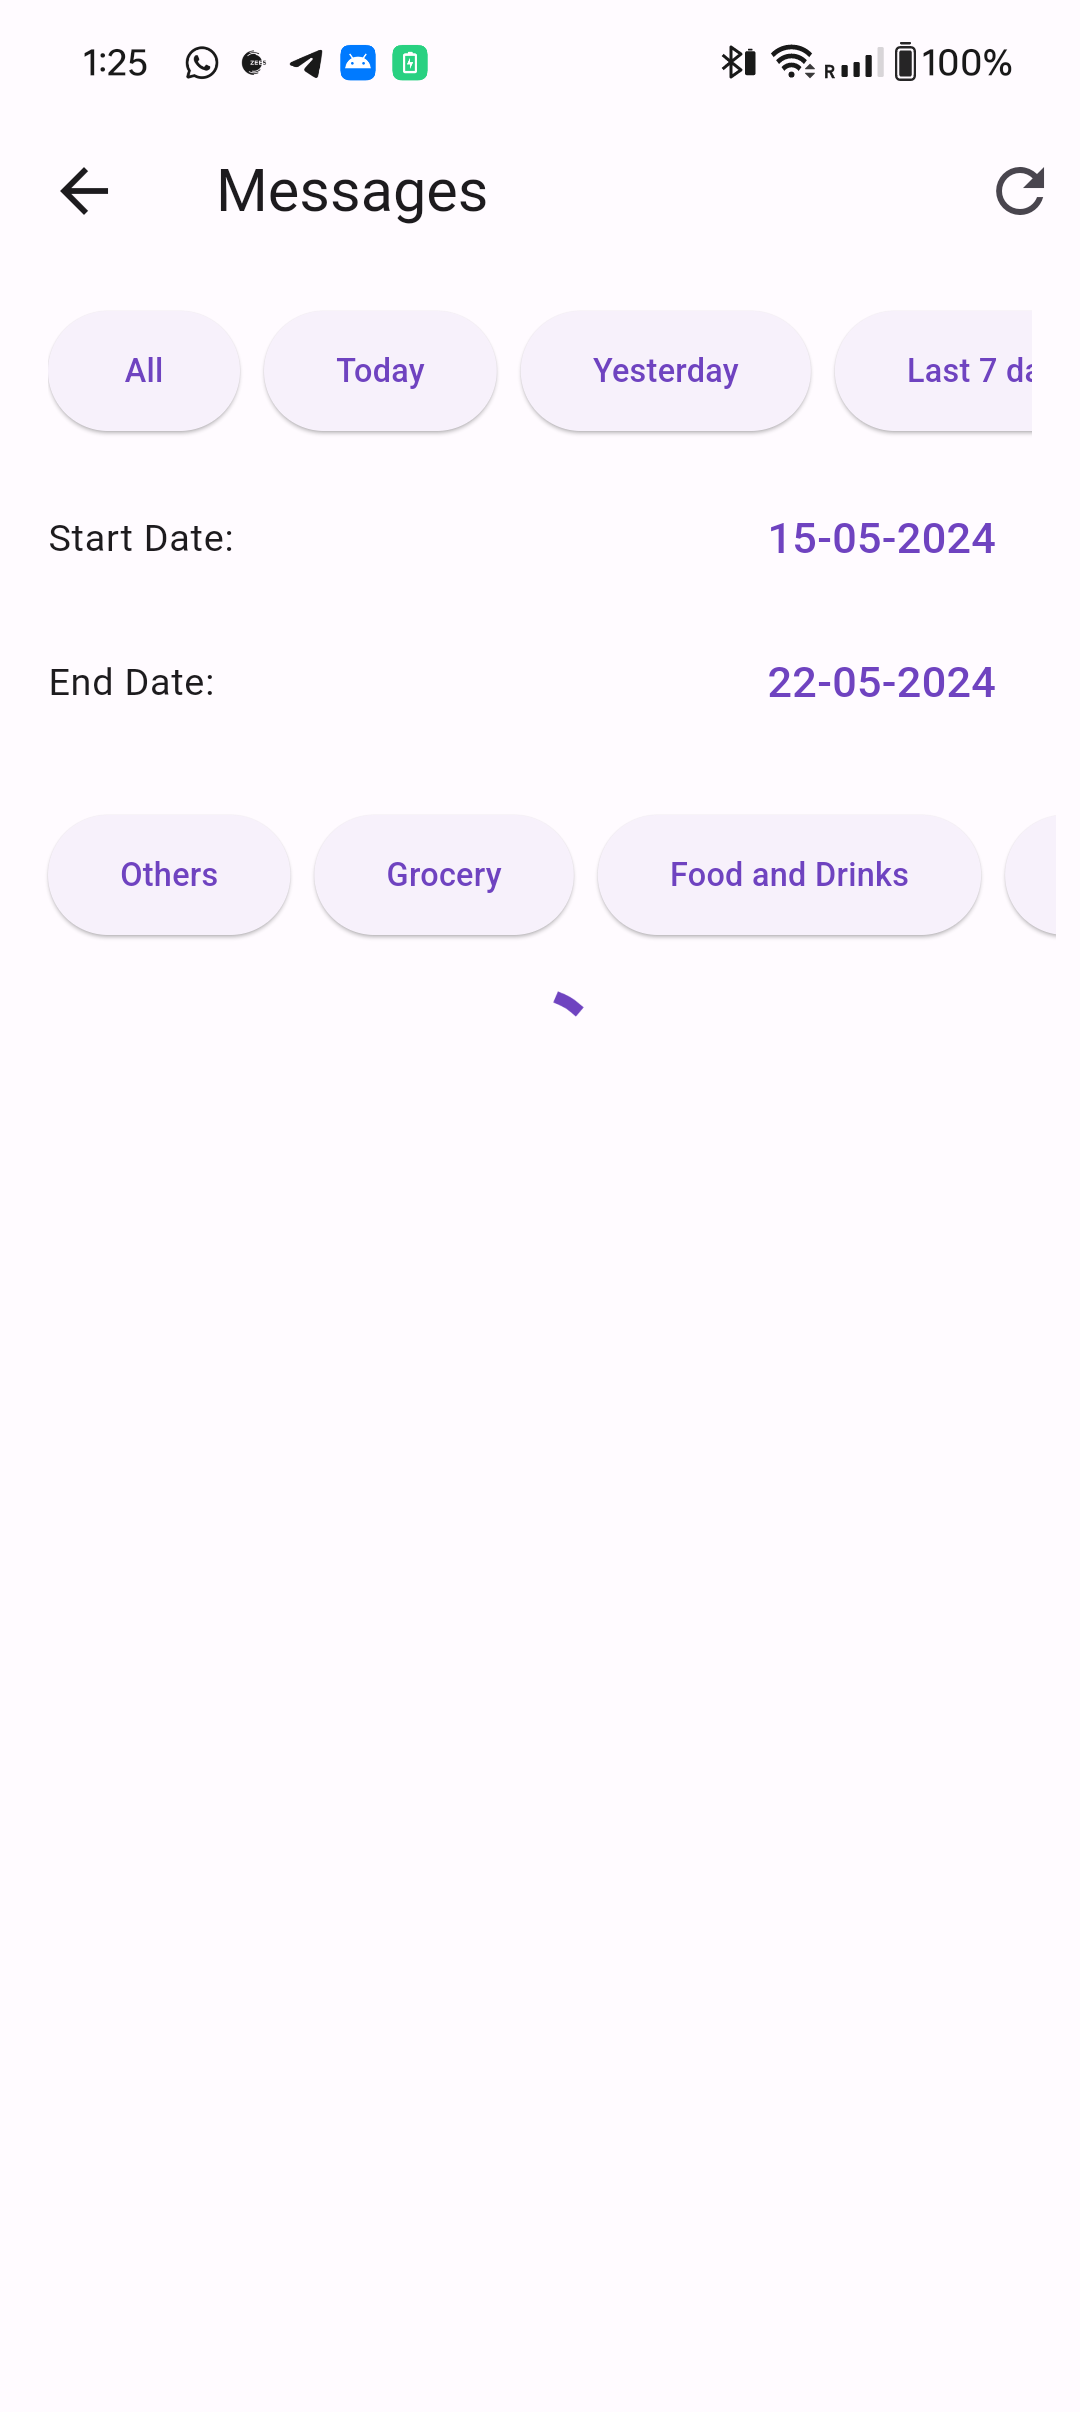 1:25 R 100%
Messages
All Today Yesterday Last 7 da
Start Date: 15-05-2024
End Date: 22-05-2024
Others Grocery Food and Drinks